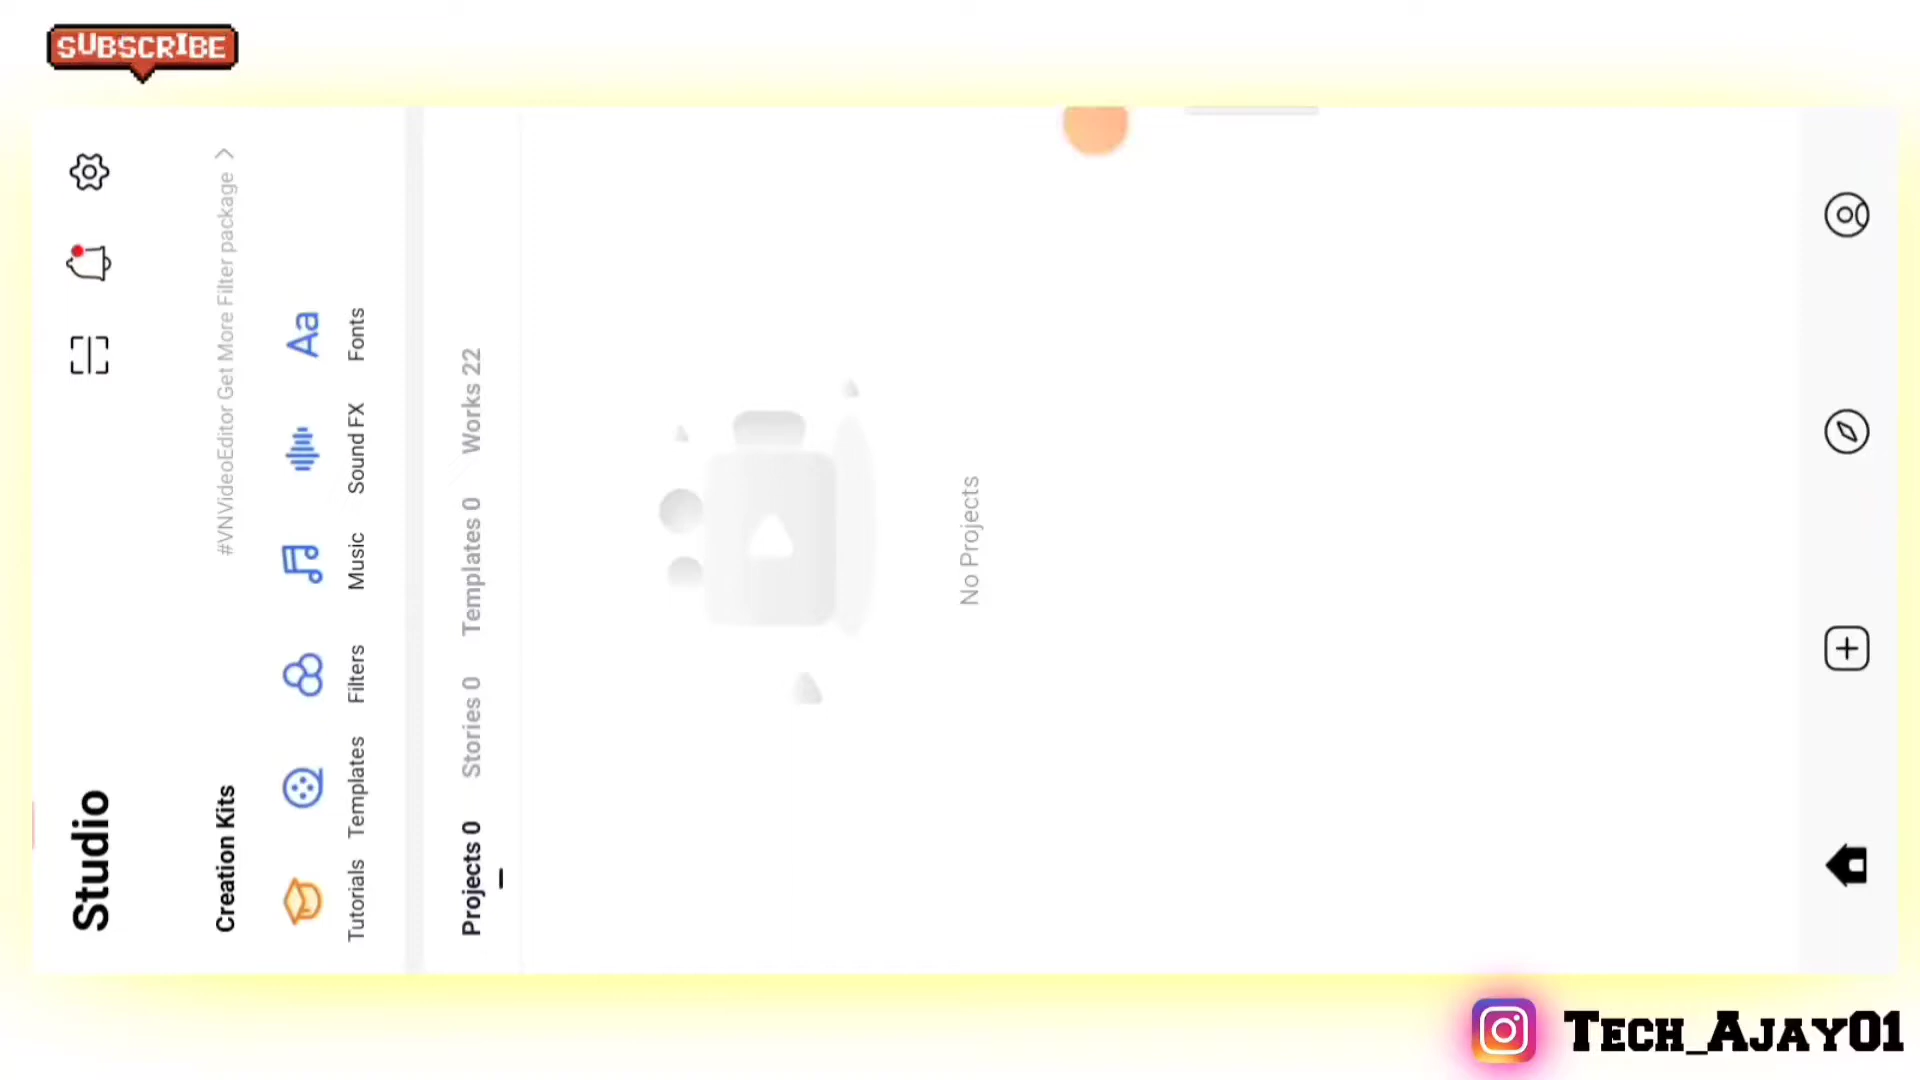 SUBSCRIBE
Studio
Creation Kits
#VNVideoEditor Get More Filter package >
Tutorials Templates Filters Music Sound FX Fonts
Aa
Projects 0 Stories 0 Templates 0 Works 22
No Projects
TECH_AJAY01